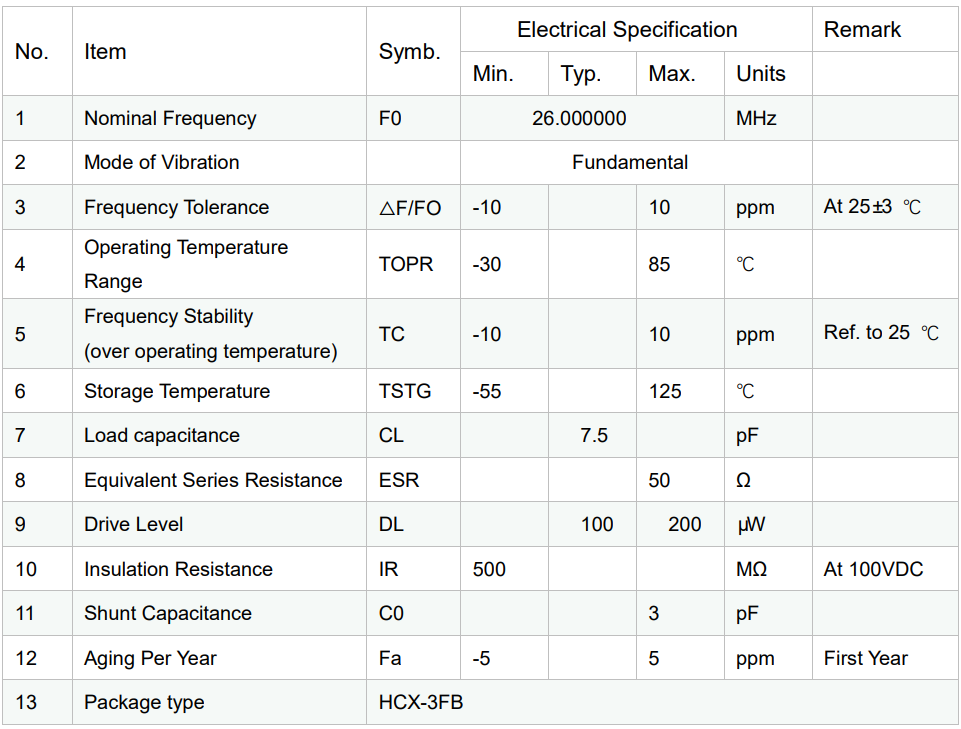 No. Item Symb. Electrical Specification Remark
Min. Typ. Max. Units
1 Nominal Frequency F0 26.000000 MHz
2 Mode of Vibration Fundamental
3 Frequency Tolerance △F/FO -10 10 ppm At 25±3 ℃
4 Operating Temperature
Range TOPR -30 85 ℃
5 Frequency Stability
(over operating temperature) TC -10 10 ppm Ref. to 25 ℃
6 Storage Temperature TSTG -55 125 ℃
7 Load capacitance CL 7.5 pF
8 Equivalent Series Resistance ESR 50 Ω
9 Drive Level DL 100 200 µW
10 Insulation Resistance IR 500 MΩ At 100VDC
11 Shunt Capacitance C0 3 pF
12 Aging Per Year Fa -5 5 ppm First Year
13 Package type HCX-3FB